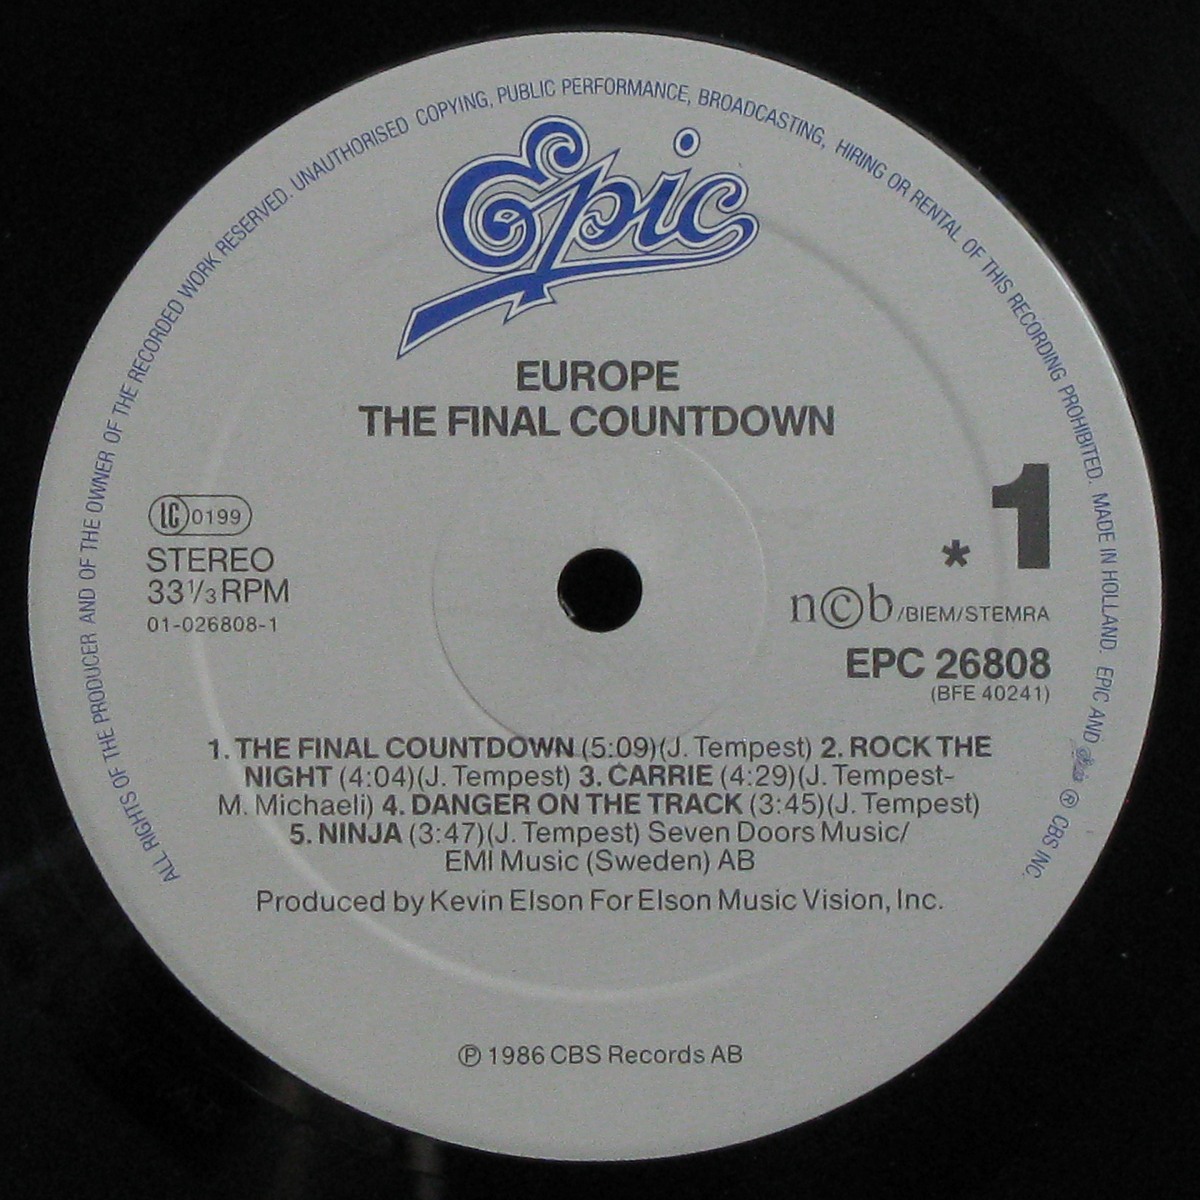 ALL RIGHTS OF THE PRODUCER AND OF THE OWNER OF THE RECORDED WORK RESERVED. UNAUTHORISED COPYING, PUBLIC PERFORMANCE, BROADCASTING, HIRING OR RENTAL OF THIS RECORDING PROHIBITED. MADE IN HOLLAND. EPIC AND Epic ® CBS INC.
Epic
EUROPE
THE FINAL COUNTDOWN
LC 0199
STEREO
33 1/3 RPM
01-026808-1
* 1
n©b/BIEM/STEMRA
EPC 26808
(BFE 40241)
1. THE FINAL COUNTDOWN (5:09)(J. Tempest) 2. ROCK THE
NIGHT (4:04)(J. Tempest) 3. CARRIE (4:29)(J. Tempest-
M. Michaeli) 4. DANGER ON THE TRACK (3:45)(J. Tempest)
5. NINJA (3:47)(J. Tempest) Seven Doors Music/
EMI Music (Sweden) AB
Produced by Kevin Elson For Elson Music Vision, Inc.
℗ 1986 CBS Records AB